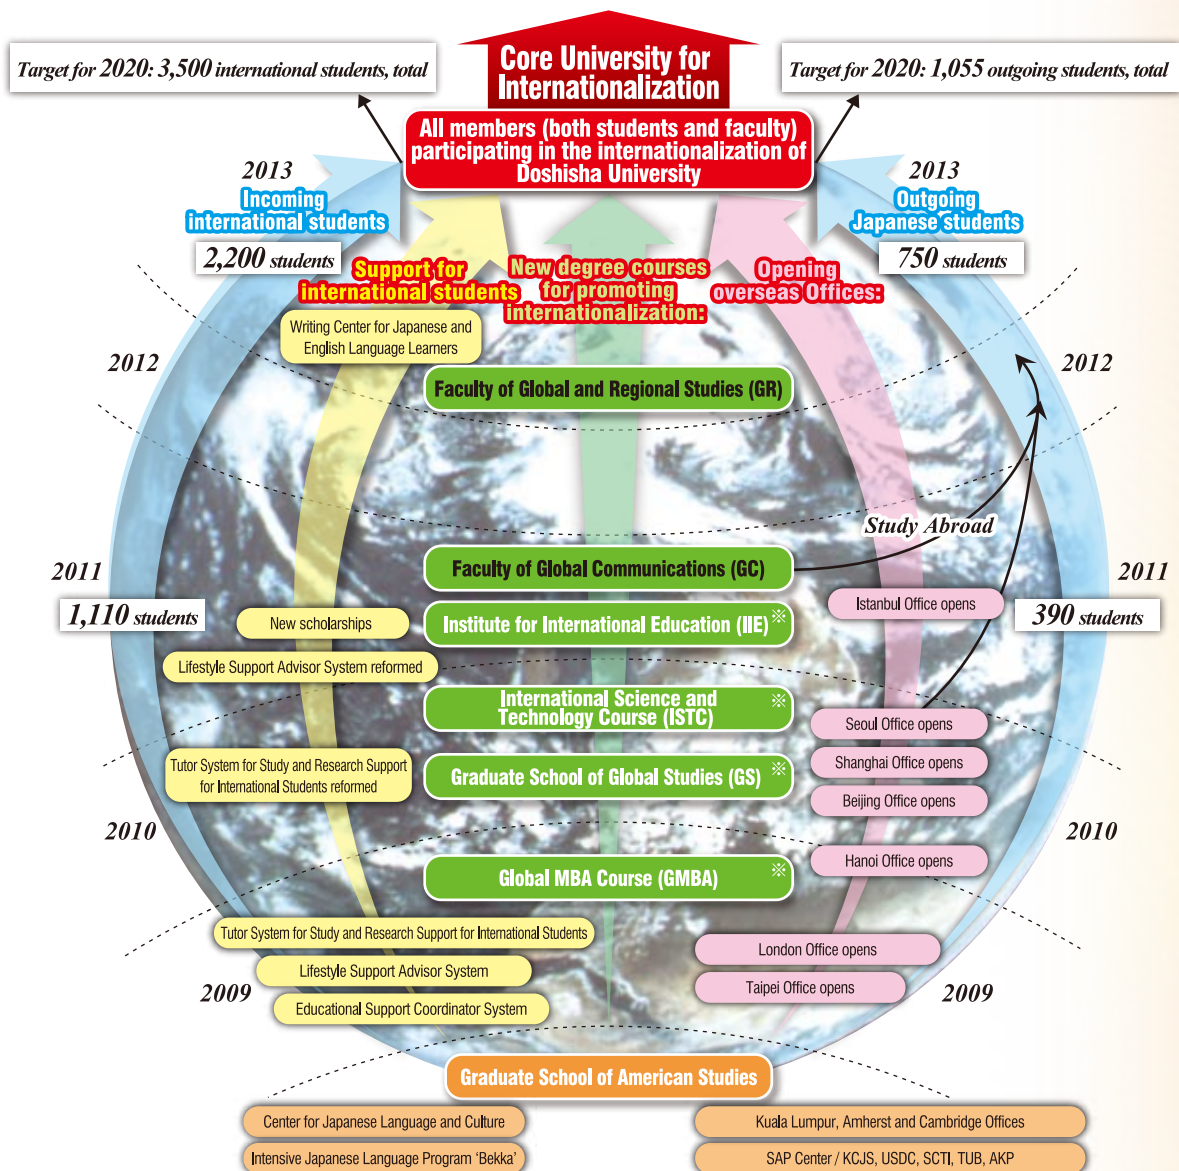 Core University for
Internationalization
Target for 2020: 3,500 international students, total
Target for 2020: 1,055 outgoing students, total
All members (both students and faculty)
participating in the internationalization of
Doshisha University
2013
Incoming
international students
2,200 students
2013
Outgoing
Japanese students
750 students
Support for
international students
New degree courses
for promoting
internationalization:
Opening
overseas Offices:
Writing Center for Japanese and
English Language Learners
2012
2012
Faculty of Global and Regional Studies (GR)
Study Abroad
2011
1,110 students
2011
390 students
Faculty of Global Communications (GC)
Istanbul Office opens
New scholarships
Institute for International Education (IIE)※
Lifestyle Support Advisor System reformed
International Science and
Technology Course (ISTC)※
Seoul Office opens
Tutor System for Study and Research Support
for International Students reformed
Graduate School of Global Studies (GS)※
Shanghai Office opens
Beijing Office opens
2010
2010
Global MBA Course (GMBA)※
Hanoi Office opens
Tutor System for Study and Research Support for International Students
Lifestyle Support Advisor System
Educational Support Coordinator System
London Office opens
Taipei Office opens
2009
2009
Graduate School of American Studies
Center for Japanese Language and Culture
Kuala Lumpur, Amherst and Cambridge Offices
Intensive Japanese Language Program ‘Bekka’
SAP Center / KCJS, USDC, SCTI, TUB, AKP